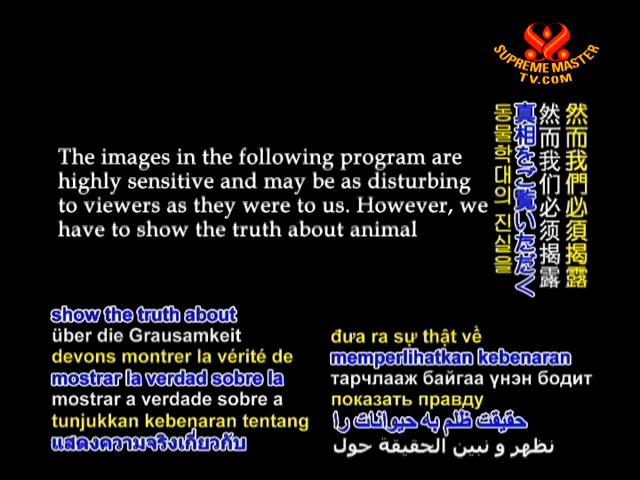 SUPREME MASTER
TV.COM
The images in the following program are
highly sensitive and may be as disturbing
to viewers as they were to us. However, we
have to show the truth about animal
然而我們必須揭露
然而我们必须揭露
真相をご覧いただく
동물학대의 진실을
show the truth about
über die Grausamkeit
devons montrer la vérité de
mostrar la verdad sobre la
mostrar a verdade sobre a
tunjukkan kebenaran tentang
แสดงความจริงเกี่ยวกับ
đưa ra sự thật về
memperlihatkan kebenaran
тарчлааж байгаа үнэн бодит
показать правду
حقیقت ظلم به حیوانات را
نظهر و نبين الحقيقة حول